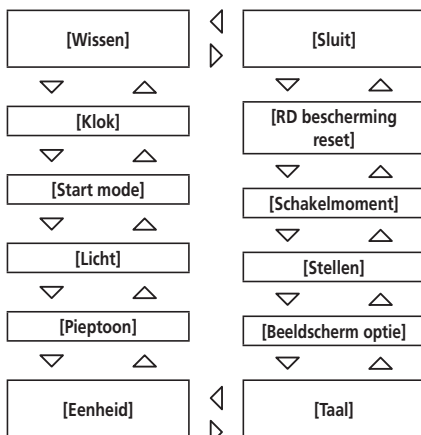 [Wissen]
[Klok]
[Start mode]
[Licht]
[Pieptoon]
[Eenheid]
[Sluit]
[RD bescherming
reset]
[Schakelmoment]
[Stellen]
[Beeldscherm optie]
[Taal]